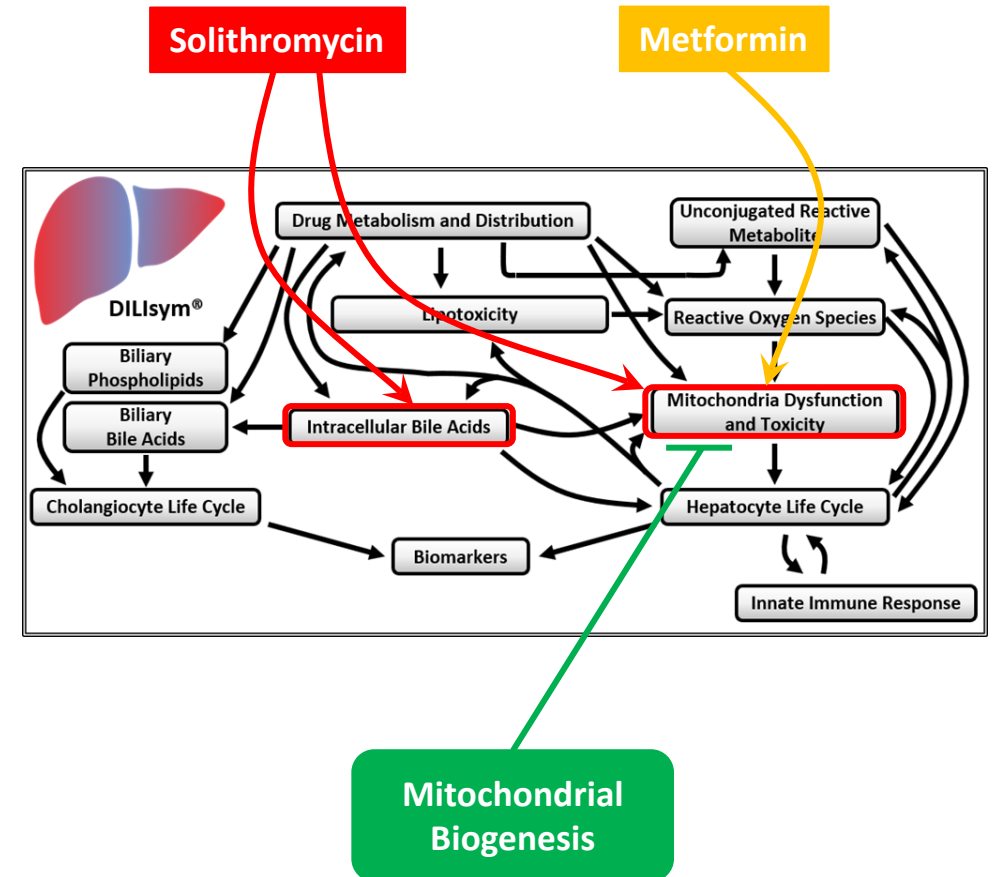 Solithromycin
Metformin
Drug Metabolism and Distribution
Unconjugated Reactive
Metabolite
DILIsym®
Lipotoxicity
Reactive Oxygen Species
Biliary
Phospholipids
Mitochondria Dysfunction
and Toxicity
Biliary
Bile Acids
Intracellular Bile Acids
Cholangiocyte Life Cycle
Hepatocyte Life Cycle
Biomarkers
Innate Immune Response
Mitochondrial
Biogenesis